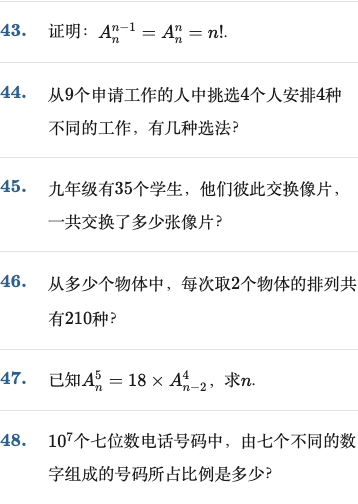 43. 证明：$A_n^{n-1} = A_n^n = n!$.
44. 从9个申请工作的人中挑选4个人安排4种
不同的工作，有几种选法？
45. 九年级有35个学生，他们彼此交换像片，
一共交换了多少张像片？
46. 从多少个物体中，每次取2个物体的排列共
有210种？
47. 已知$A_n^5 = 18 \times A_{n-2}^4$，求$n$.
48. $10^7$个七位数电话号码中，由七个不同的数
字组成的号码所占比例是多少？